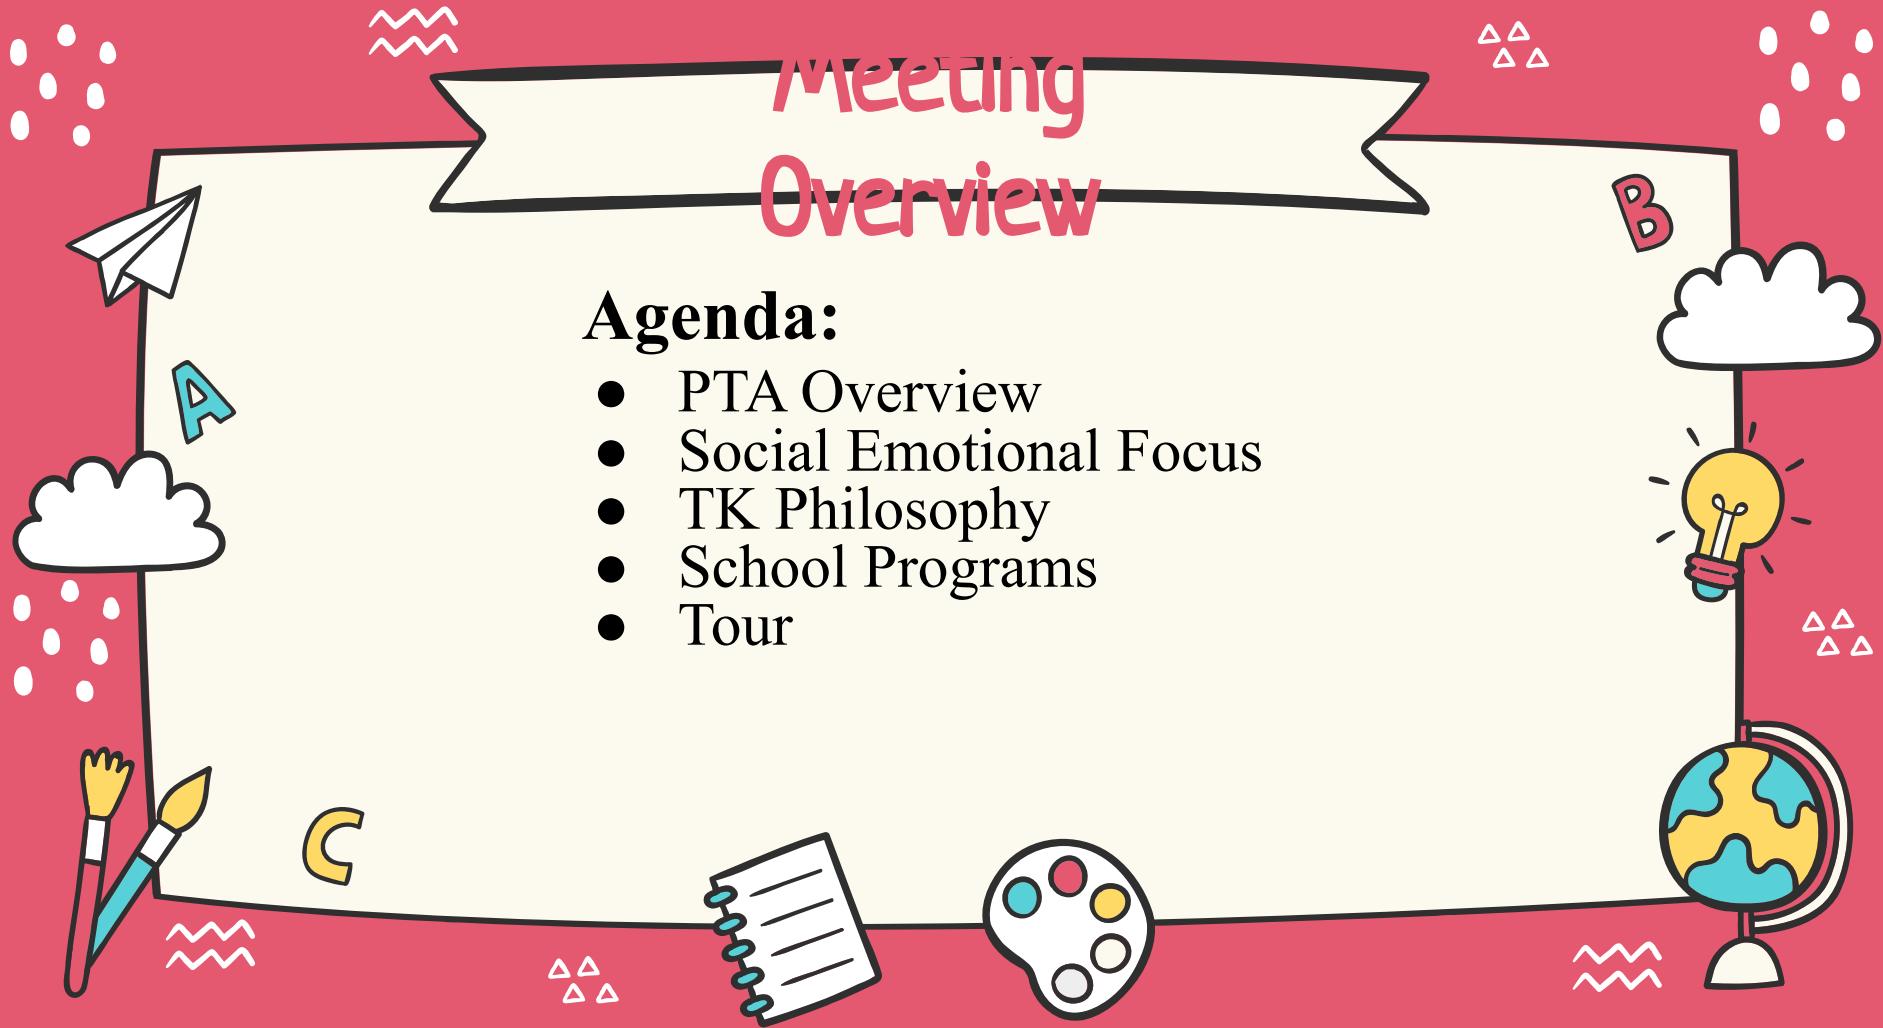 Meeting
Overview
B
Agenda:
● PTA Overview
A
● Social Emotional Focus
● TK Philosophy
● School Programs
● Tour
C